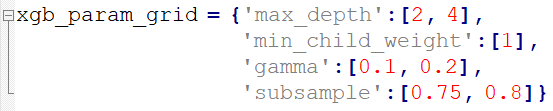 xgb_param_grid = {'max_depth':[2, 4],
'min_child_weight':[1],
'gamma':[0.1, 0.2],
'subsample':[0.75, 0.8]}